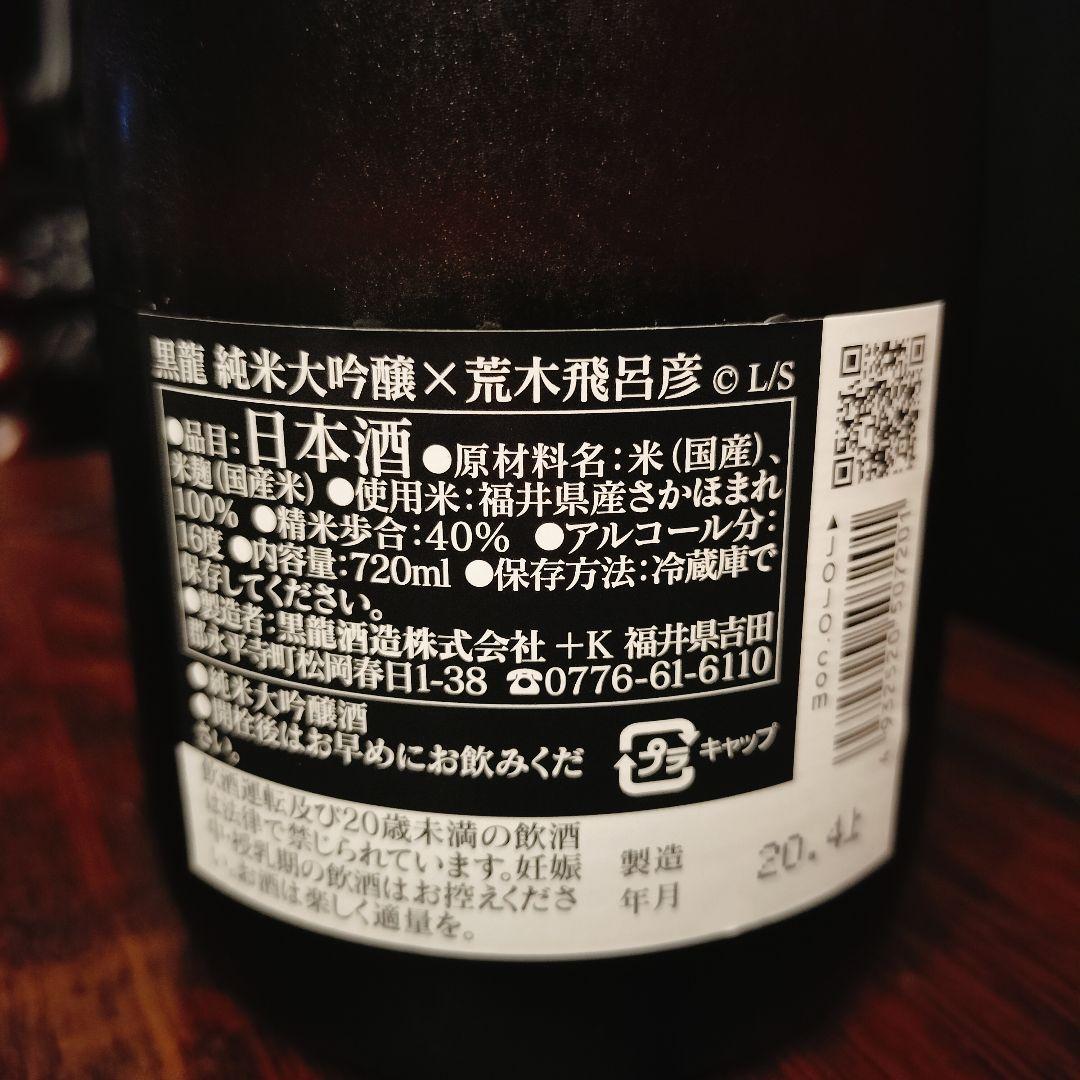 黒龍 純米大吟醸×荒木飛呂彦 © L/S
●品目:日本酒 ●原材料名:米(国産)、
米麹(国産米) ●使用米:福井県産さかほまれ
100% ●精米歩合:40% ●アルコール分:
16度 ●内容量:720ml ●保存方法:冷蔵庫で
保存してください。
●製造者:黒龍酒造株式会社 +K 福井県吉田
郡永平寺町松岡春日1-38 ☎0776-61-6110
●純米大吟醸酒
●開栓後はお早めにお飲みくだ
さい。
プラ キャップ
飲酒運転及び20歳未満の飲酒
は法律で禁じられています。妊娠
中・授乳期の飲酒はお控えくださ
い。お酒は楽しく適量を。
製造
年月
20.4上
▲JOJO.com